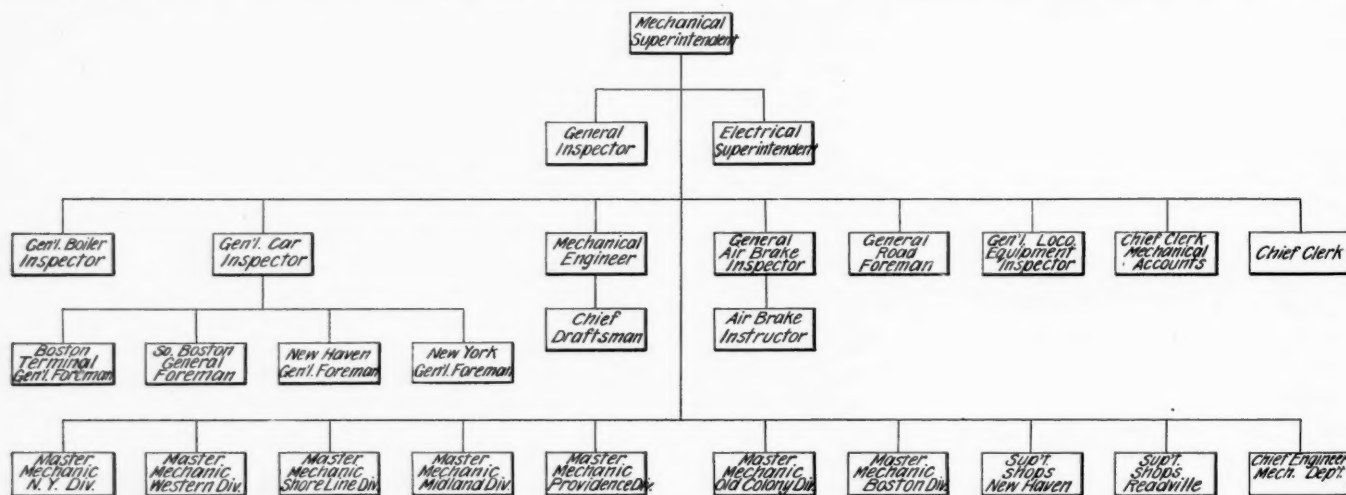 Mechanical
Superintendent
General
Inspector
Electrical
Superintendent
Gen'l. Boiler
Inspector
Gen'l. Car
Inspector
Mechanical
Engineer
General
Air Brake
Inspector
General
Road
Foreman
Gen'l. Loco.
Equipment
Inspector
Chief Clerk
Mechanical
Accounts
Chief Clerk
Boston
Terminal
Gen'l. Foreman
So. Boston
General
Foreman
New Haven
Gen'l. Foreman
New York
Gen'l. Foreman
Chief
Draftsman
Air Brake
Instructor
Master
Mechanic
N. Y. Div.
Master
Mechanic
Western Div.
Master
Mechanic
Shore Line Div.
Master
Mechanic
Midland Div.
Master
Mechanic
Providence Div.
Master
Mechanic
Old Colony Div.
Master
Mechanic
Boston Div.
Sup't.
Shops
New Haven
Sup't.
Shops
Readville
Chief Engineer
Mech. Dep't.